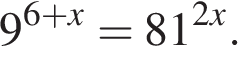 $9^{6+x} = 81^{2x}.$